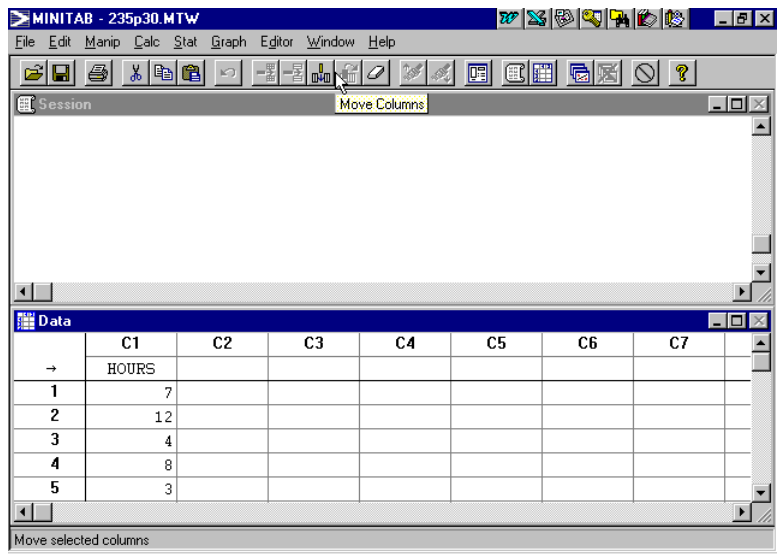 MINITAB - 235p30.MTW
File Edit Manip Calc Stat Graph Editor Window Help
Session
Move Columns
Data
C1 C2 C3 C4 C5 C6 C7
→ HOURS
1 7
2 12
3 4
4 8
5 3
Move selected columns